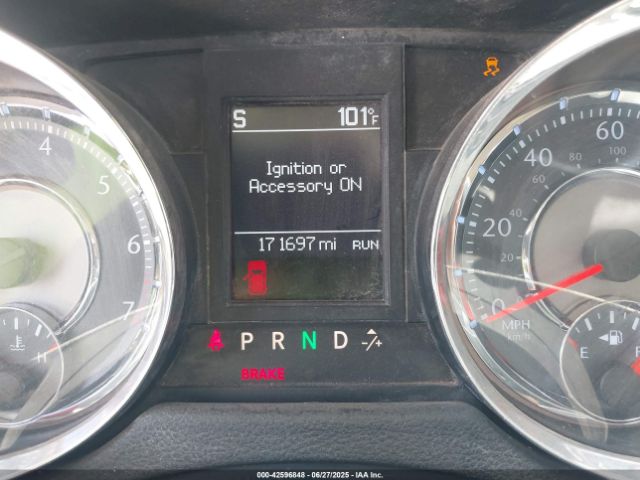 S 101°F
Ignition or
Accessory ON
171697 mi RUN
P R N D -/+
BRAKE
4
5
6
7
H
0
20
40
60
20
40
60
80
100
MPH
km/h
E F
000-42596848 | 06/27/2025 | IAA Inc.